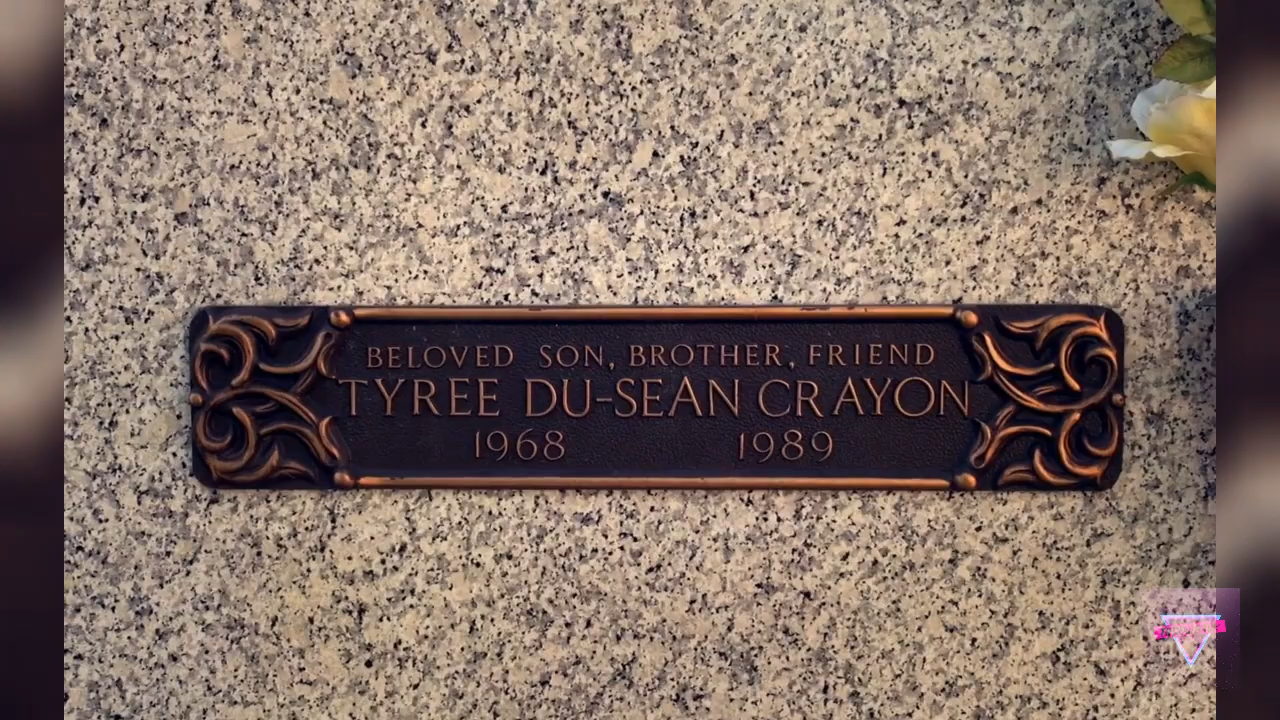 BELOVED SON, BROTHER, FRIEND
TYREE DU-SEAN CRAYON
1968 1989